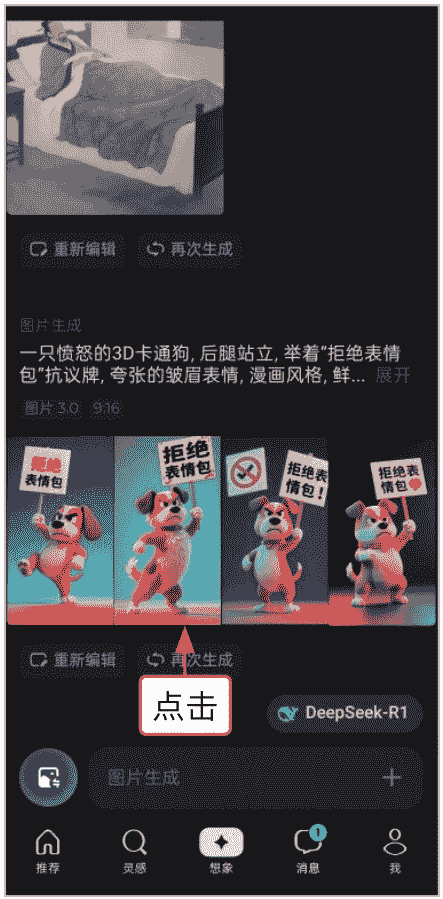 重新编辑
再次生成
图片生成
一只愤怒的3D卡通狗, 后腿站立, 举着“拒绝表情
包”抗议牌, 夸张的皱眉表情, 漫画风格, 鲜... 展开
图片 3.0 9:16
拒绝
表情包
拒绝
表情包
拒绝表
情包!
拒绝表
情包
重新编辑
再次生成
点击
DeepSeek-R1
图片生成
1
推荐
灵感
想象
消息
我